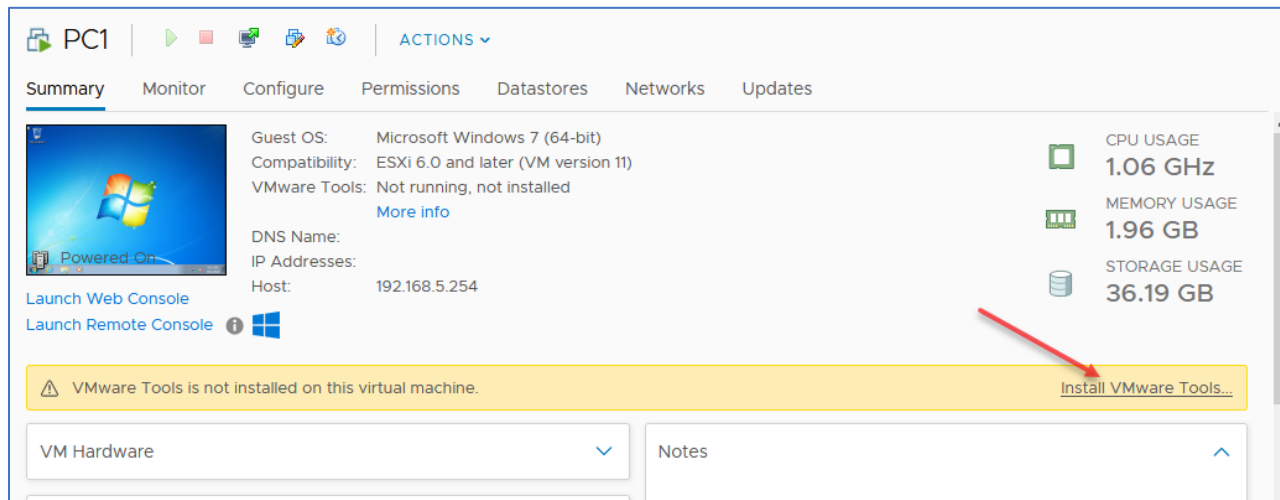 PC1
ACTIONS
Summary Monitor Configure Permissions Datastores Networks Updates
Guest OS: Microsoft Windows 7 (64-bit)
Compatibility: ESXi 6.0 and later (VM version 11)
VMware Tools: Not running, not installed
More info
DNS Name:
IP Addresses:
Host: 192.168.5.254
Powered On
Launch Web Console
Launch Remote Console
CPU USAGE
1.06 GHz
MEMORY USAGE
1.96 GB
STORAGE USAGE
36.19 GB
VMware Tools is not installed on this virtual machine. Install VMware Tools...
VM Hardware
Notes